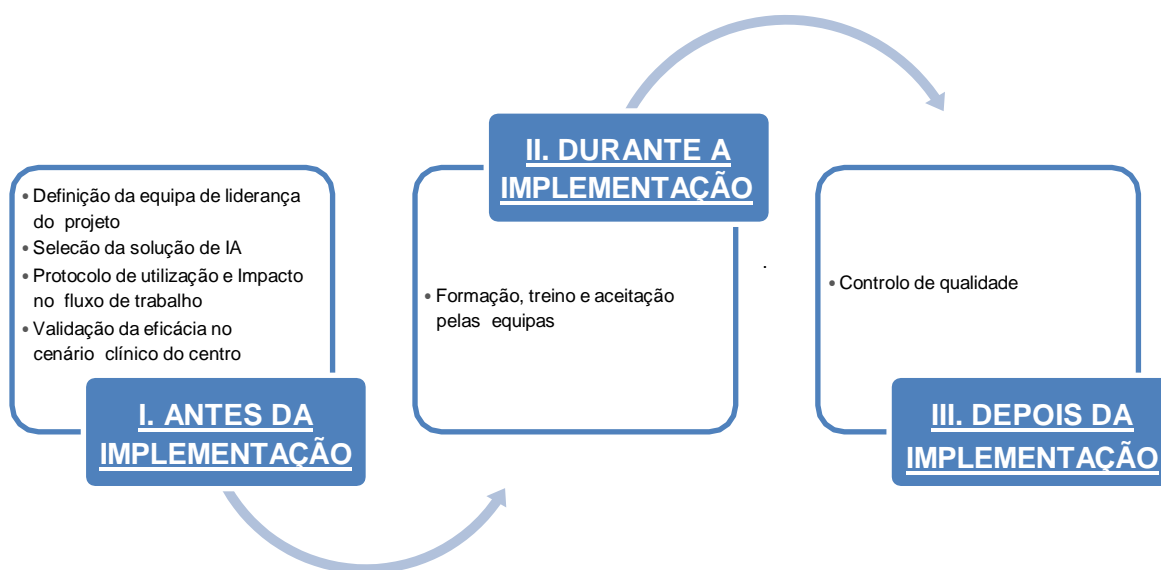 • Definição da equipa de liderança
do projeto
• Selecão da solução de IA
• Protocolo de utilização e Impacto
no fluxo de trabalho
• Validação da eficácia no
cenário clínico do centro
I. ANTES DA
IMPLEMENTAÇÃO
II. DURANTE A
IMPLEMENTAÇÃO
• Formação, treino e aceitação
pelas equipas
.
• Controlo de qualidade
III. DEPOIS DA
IMPLEMENTAÇÃO